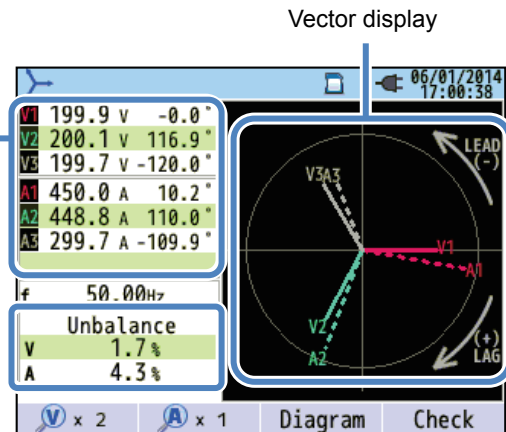 Vector display
06/01/2014
17:00:38
V1 199.9 V -0.0°
V2 200.1 V 116.9°
V3 199.7 V -120.0°
A1 450.0 A 10.2°
A2 448.8 A 110.0°
A3 299.7 A -109.9°
f 50.00Hz
Unbalance
V 1.7%
A 4.3%
LEAD
(-)
V3 A3
V1
A1
V2
A2
(+)
LAG
V x 2
A x 1
Diagram
Check